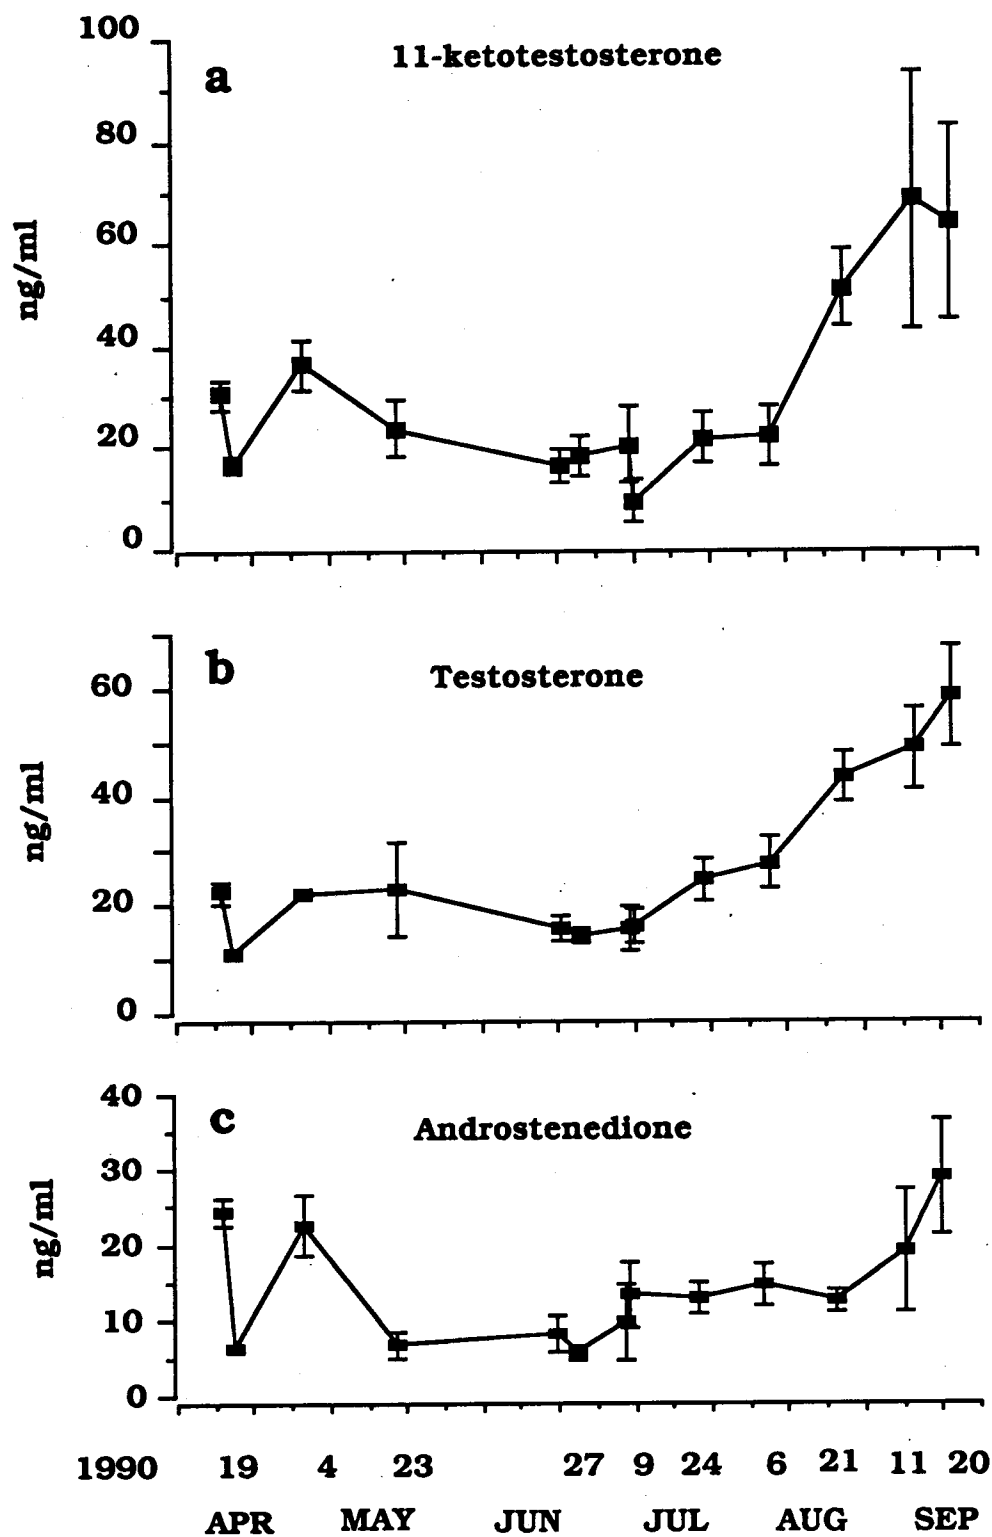 100
11-ketotestosterone
a
80
ng/ml
60
40
20
0
b
Testosterone
60
ng/ml
40
20
0
40
c
Androstenedione
30
ng/ml
20
10
0
1990 19 4 23 27 9 24 6 21 11 20
APR MAY JUN JUL AUG SEP